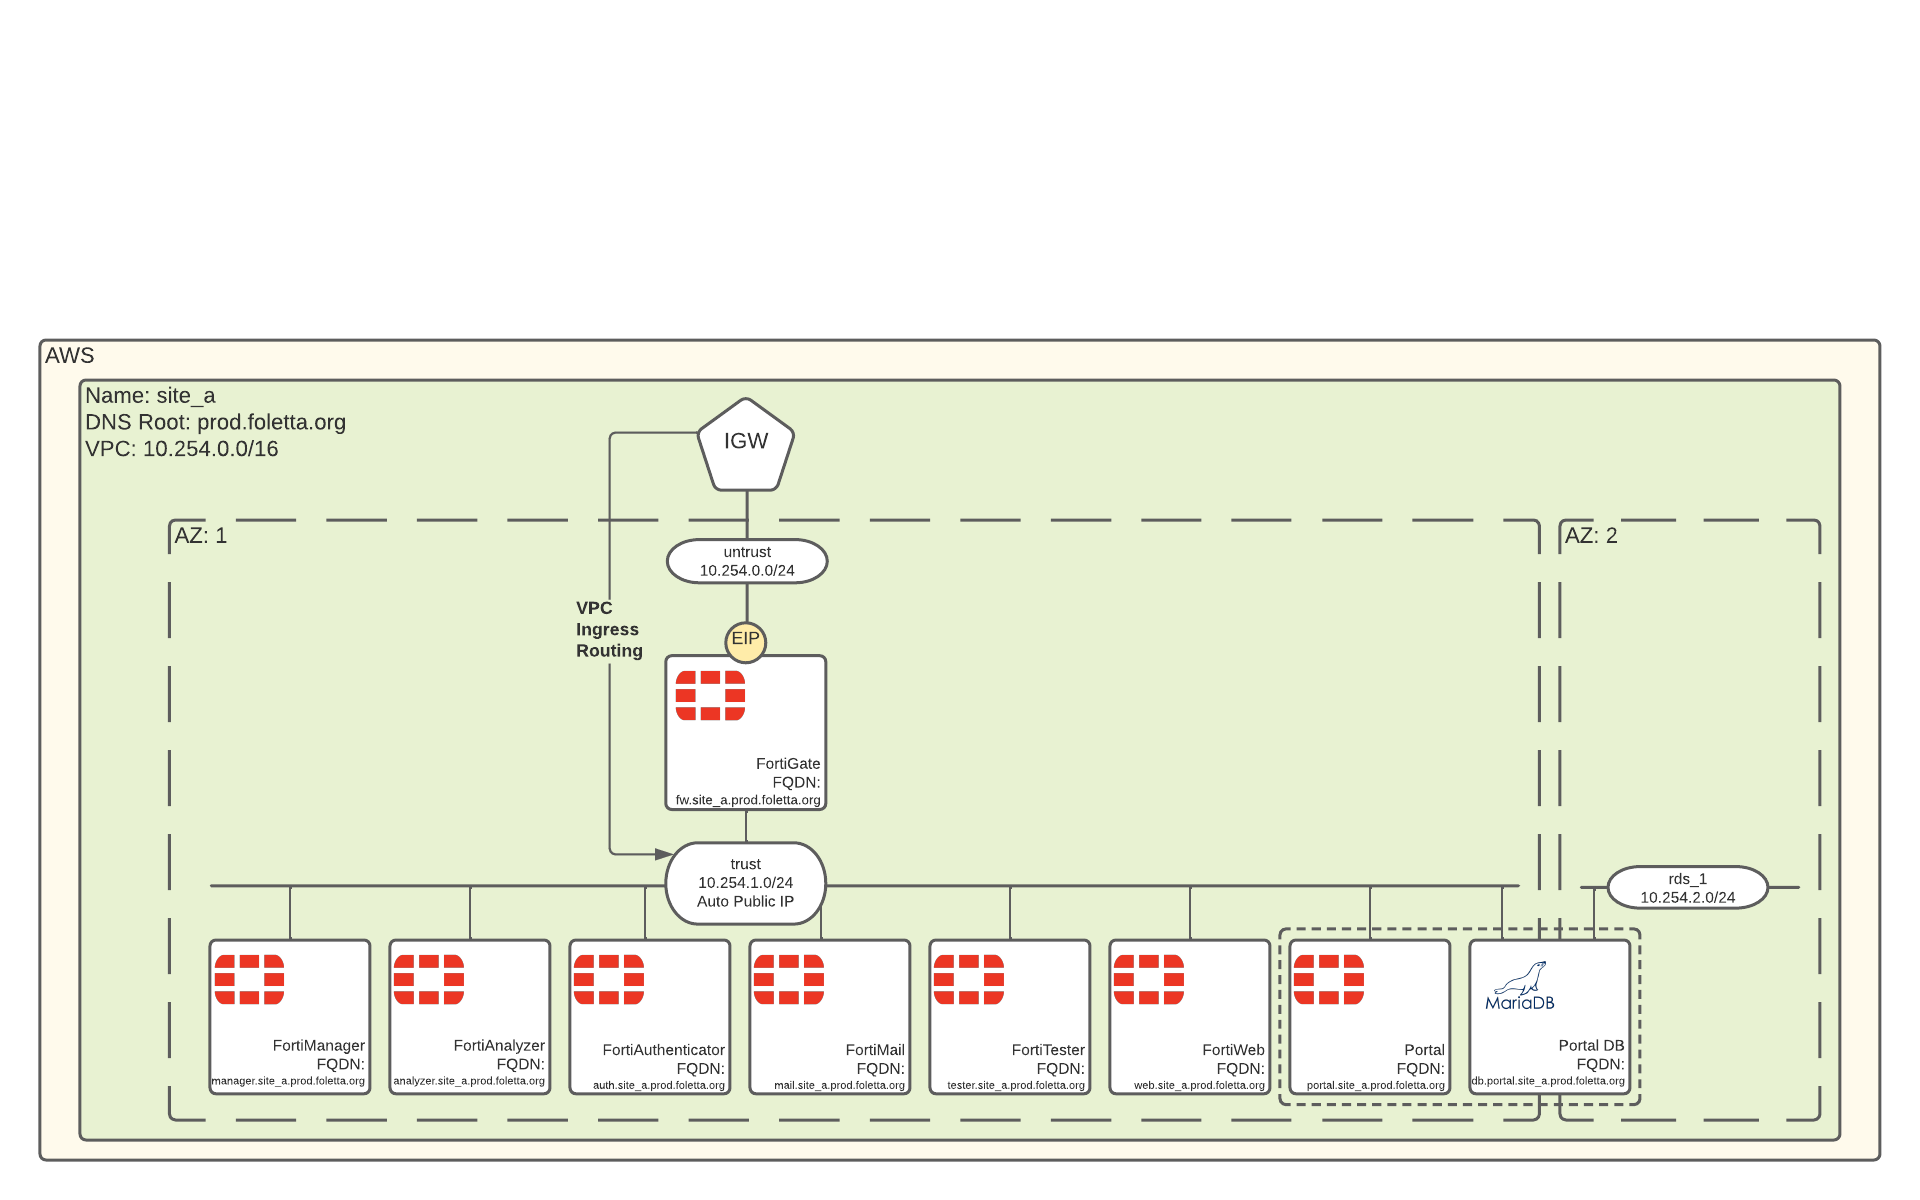 AWS
Name: site_a
DNS Root: prod.foletta.org
VPC: 10.254.0.0/16
IGW
AZ: 1
AZ: 2
untrust
10.254.0.0/24
VPC
Ingress
Routing
EIP
FortiGate
FQDN:
fw.site_a.prod.foletta.org
trust
10.254.1.0/24
Auto Public IP
rds_1
10.254.2.0/24
FortiManager
FQDN:
manager.site_a.prod.foletta.org
FortiAnalyzer
FQDN:
analyzer.site_a.prod.foletta.org
FortiAuthenticator
FQDN:
auth.site_a.prod.foletta.org
FortiMail
FQDN:
mail.site_a.prod.foletta.org
FortiTester
FQDN:
tester.site_a.prod.foletta.org
FortiWeb
FQDN:
web.site_a.prod.foletta.org
Portal
FQDN:
portal.site_a.prod.foletta.org
MariaDB
Portal DB
FQDN:
db.portal.site_a.prod.foletta.org